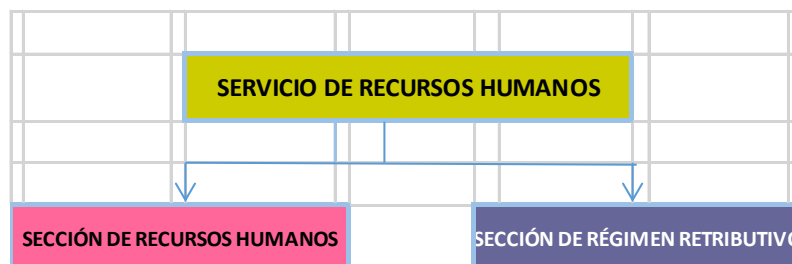 SERVICIO DE RECURSOS HUMANOS
SECCIÓN DE RECURSOS HUMANOS
SECCIÓN DE RÉGIMEN RETRIBUTIVO